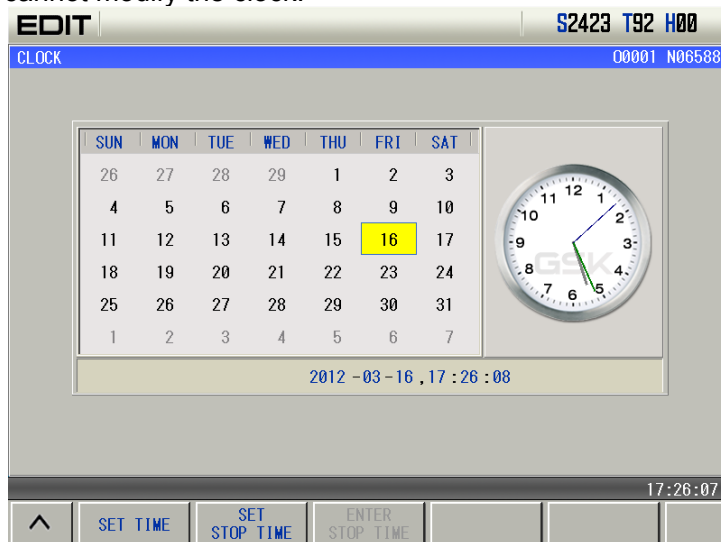 cannot modify the clock.
EDIT S2423 T92 H00
CLOCK O0001 N06588
SUN MON TUE WED THU FRI SAT
26 27 28 29 1 2 3
4 5 6 7 8 9 10
11 12 13 14 15 16 17
18 19 20 21 22 23 24
25 26 27 28 29 30 31
1 2 3 4 5 6 7
12 1 2 3 4 5 6 7 8 9 10 11
GSK
2012-03-16,17:26:08
17:26:07
^ SET TIME SET STOP TIME ENTER STOP TIME